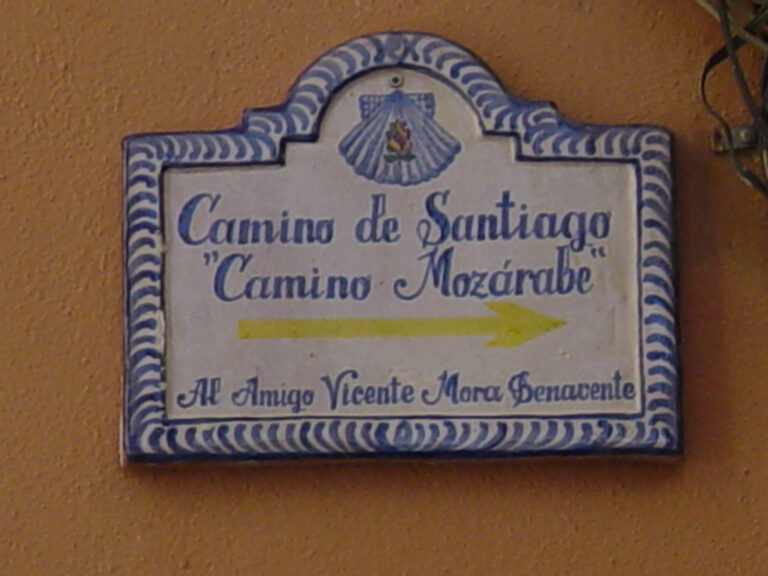 Camino de Santiago
"Camino Mozárabe"
Al Amigo Vicente Mora Benavente